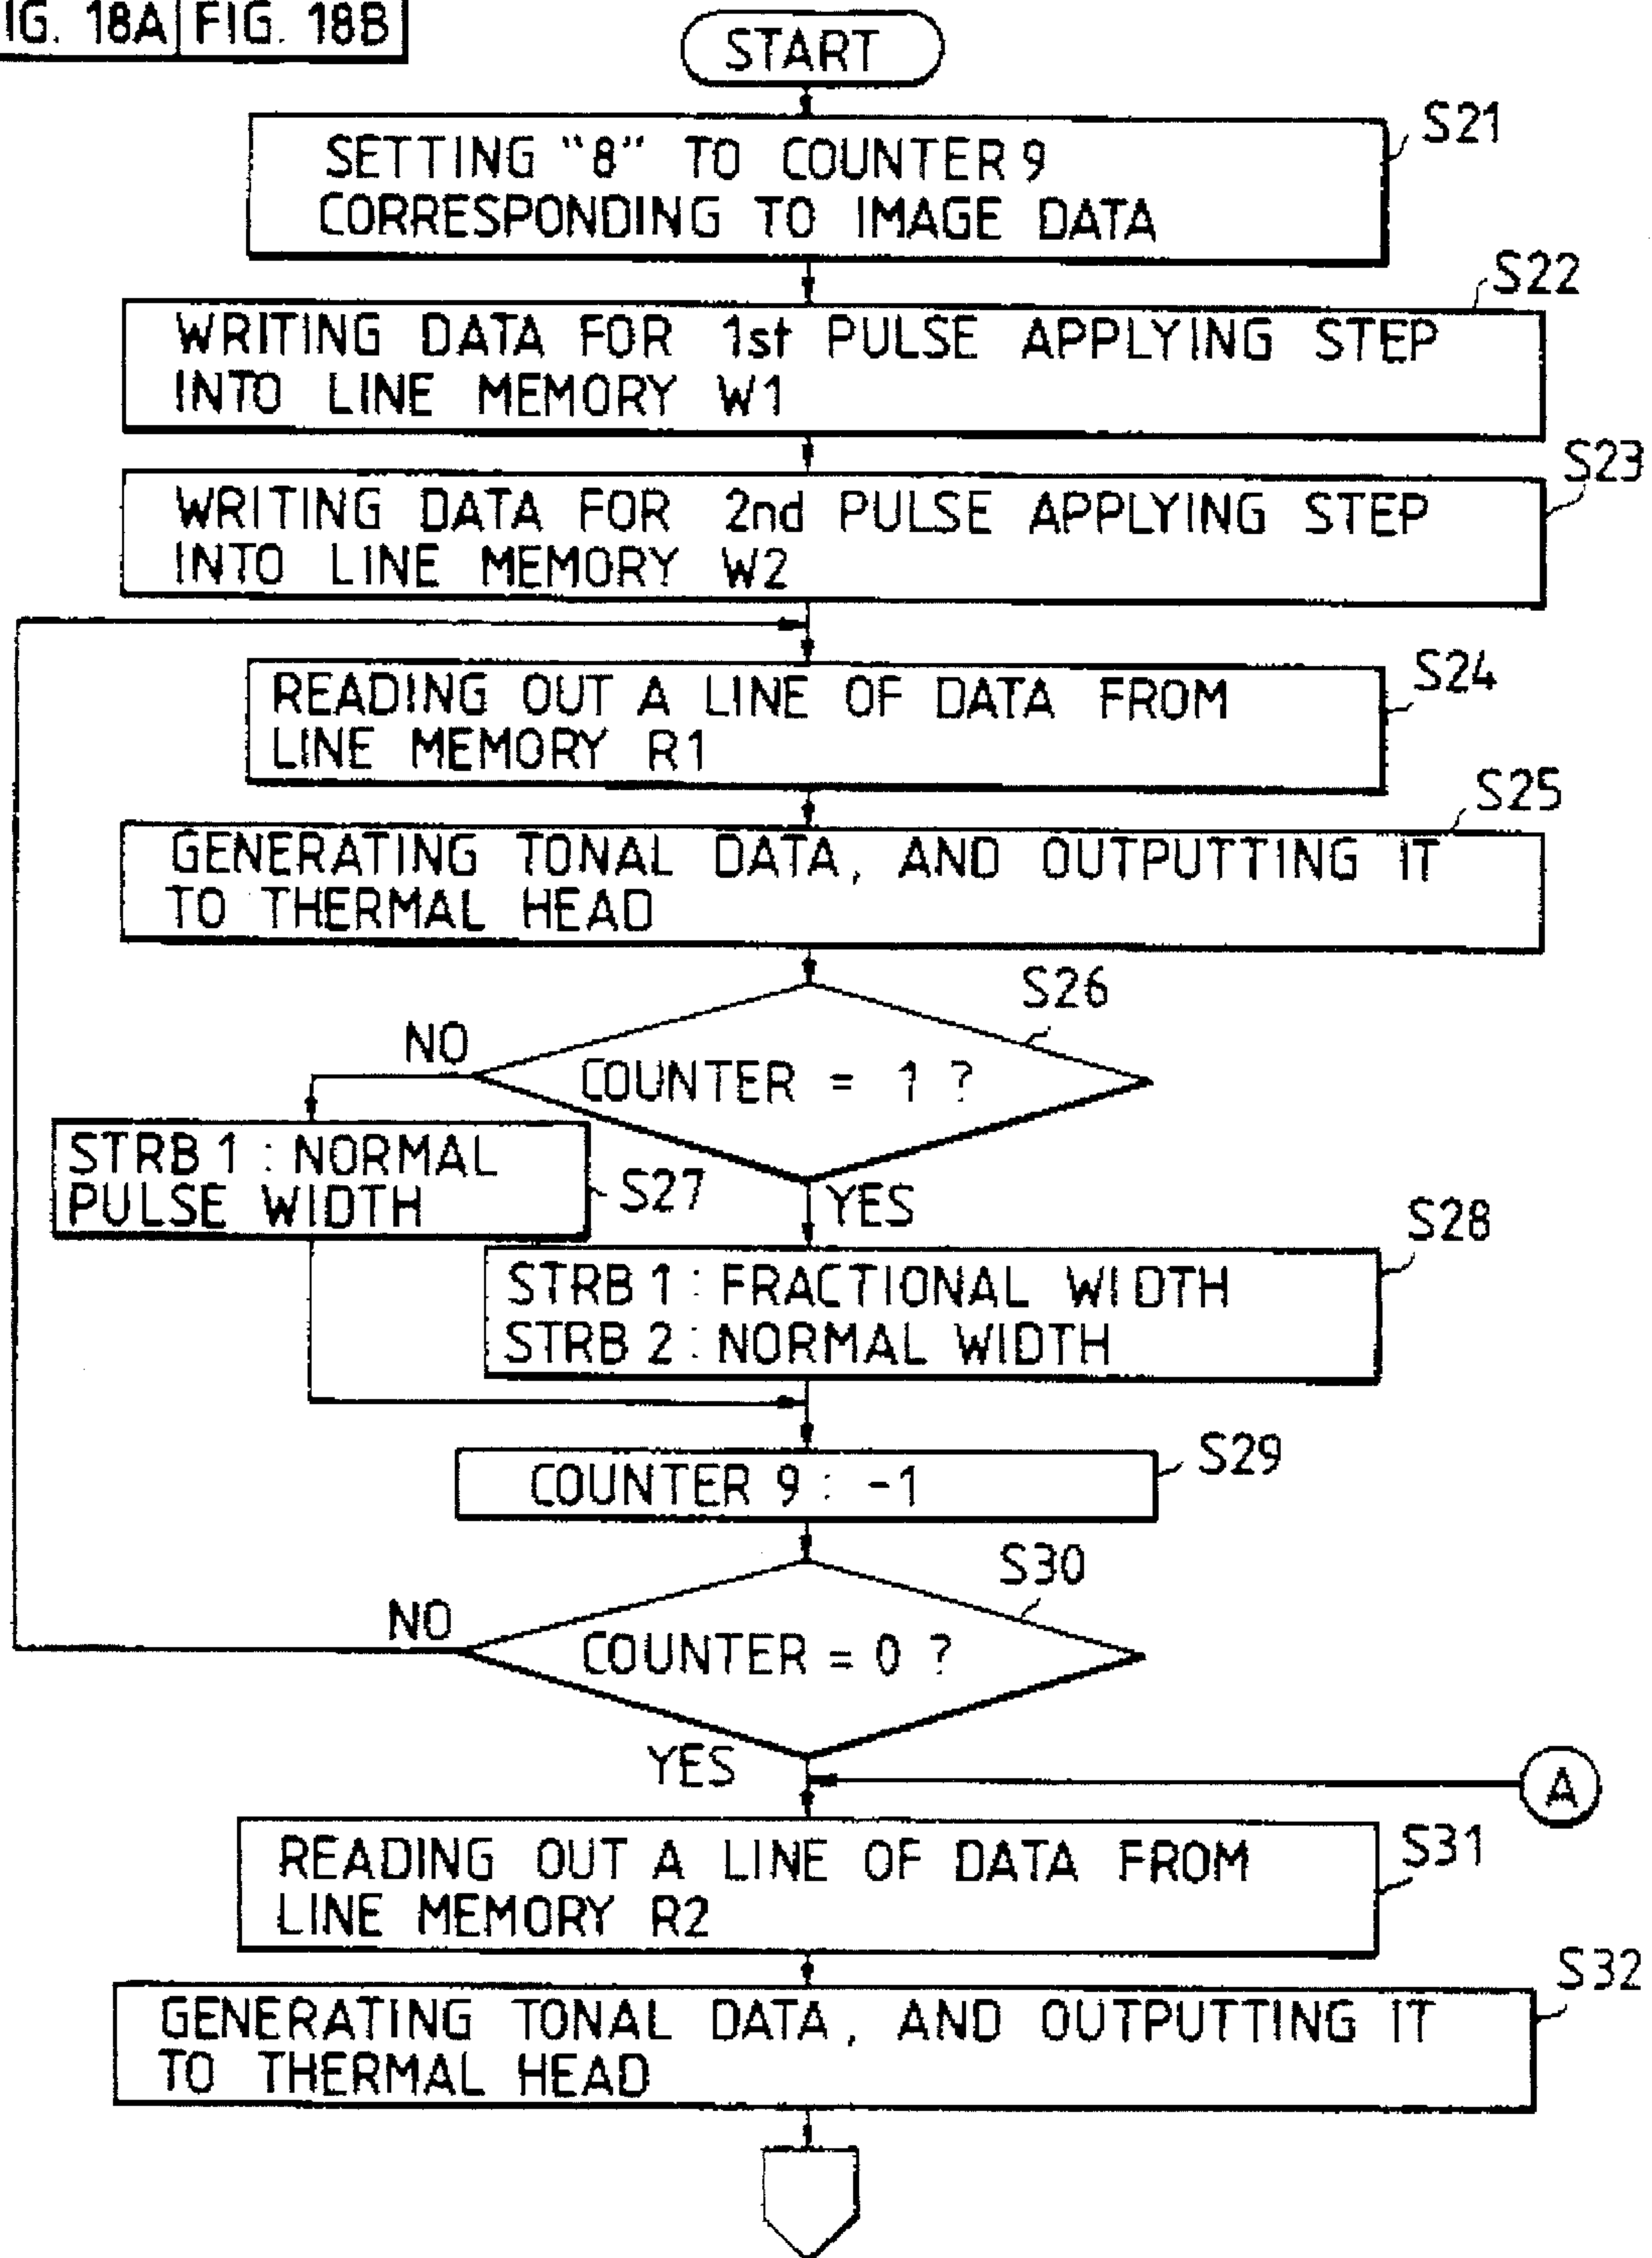 IG. 18A FIG. 18B
START
S21
SETTING "8" TO COUNTER 9
CORRESPONDING TO IMAGE DATA
S22
WRITING DATA FOR 1st PULSE APPLYING STEP
INTO LINE MEMORY W1
S23
WRITING DATA FOR 2nd PULSE APPLYING STEP
INTO LINE MEMORY W2
S24
READING OUT A LINE OF DATA FROM
LINE MEMORY R1
S25
GENERATING TONAL DATA, AND OUTPUTTING IT
TO THERMAL HEAD
S26
NO
COUNTER = 1 ?
STRB 1 : NORMAL
PULSE WIDTH
S27
YES
S28
STRB 1 : FRACTIONAL WIDTH
STRB 2 : NORMAL WIDTH
S29
COUNTER 9 : -1
S30
NO
COUNTER = 0 ?
YES
A
S31
READING OUT A LINE OF DATA FROM
LINE MEMORY R2
S32
GENERATING TONAL DATA, AND OUTPUTTING IT
TO THERMAL HEAD